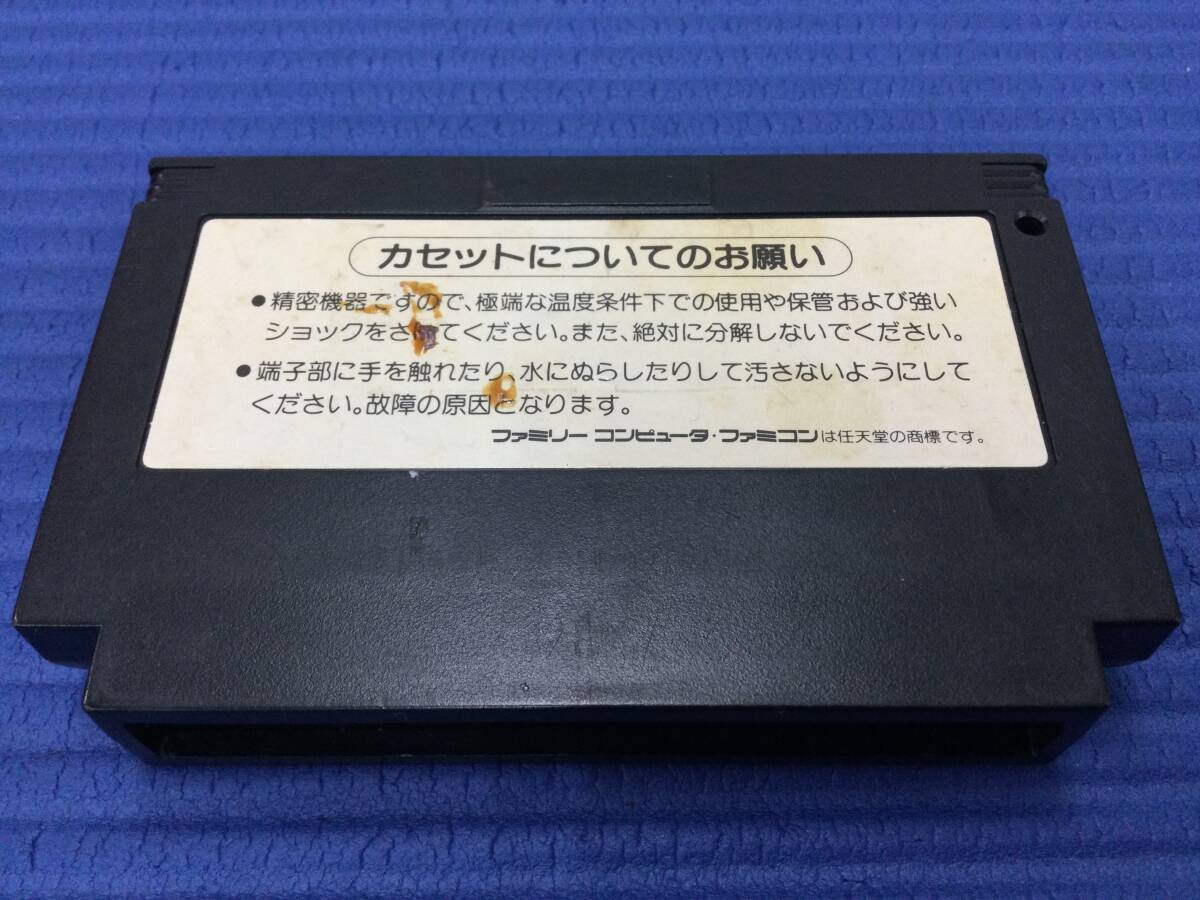 カセットについてのお願い
●精密機器ですので、極端な温度条件下での使用や保管および強い
ショックをさけてください。また、絶対に分解しないでください。
●端子部に手を触れたり、水にぬらしたりして汚さないようにして
ください。故障の原因となります。
ファミリー コンピュータ・ファミコンは任天堂の商標です。